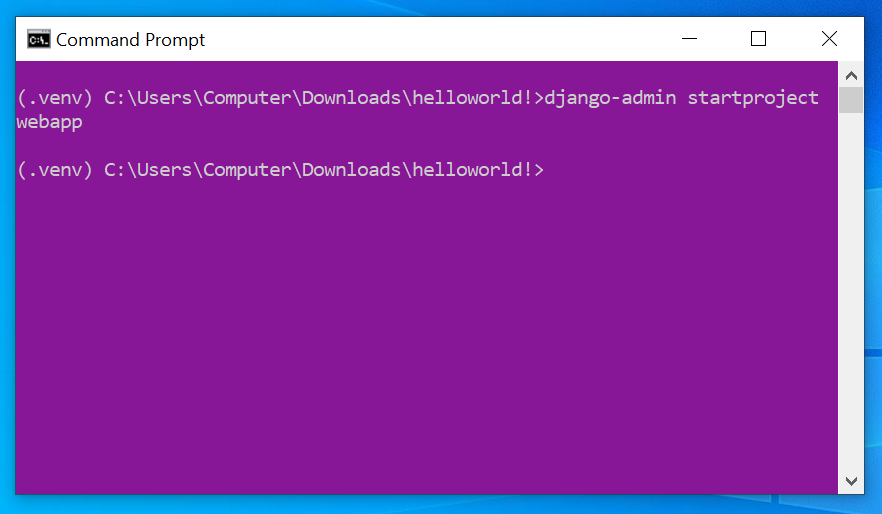 Command Prompt
(.venv) C:\Users\Computer\Downloads\helloworld!>django-admin startproject
webapp
(.venv) C:\Users\Computer\Downloads\helloworld!>